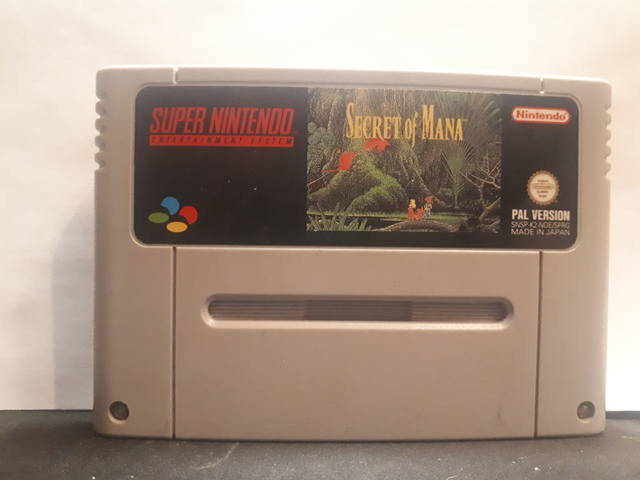 SUPER NINTENDO
ENTERTAINMENT SYSTEM
SECRET of MANA
Nintendo
PAL VERSION
SNSP-K2-NOE/SFRG
MADE IN JAPAN